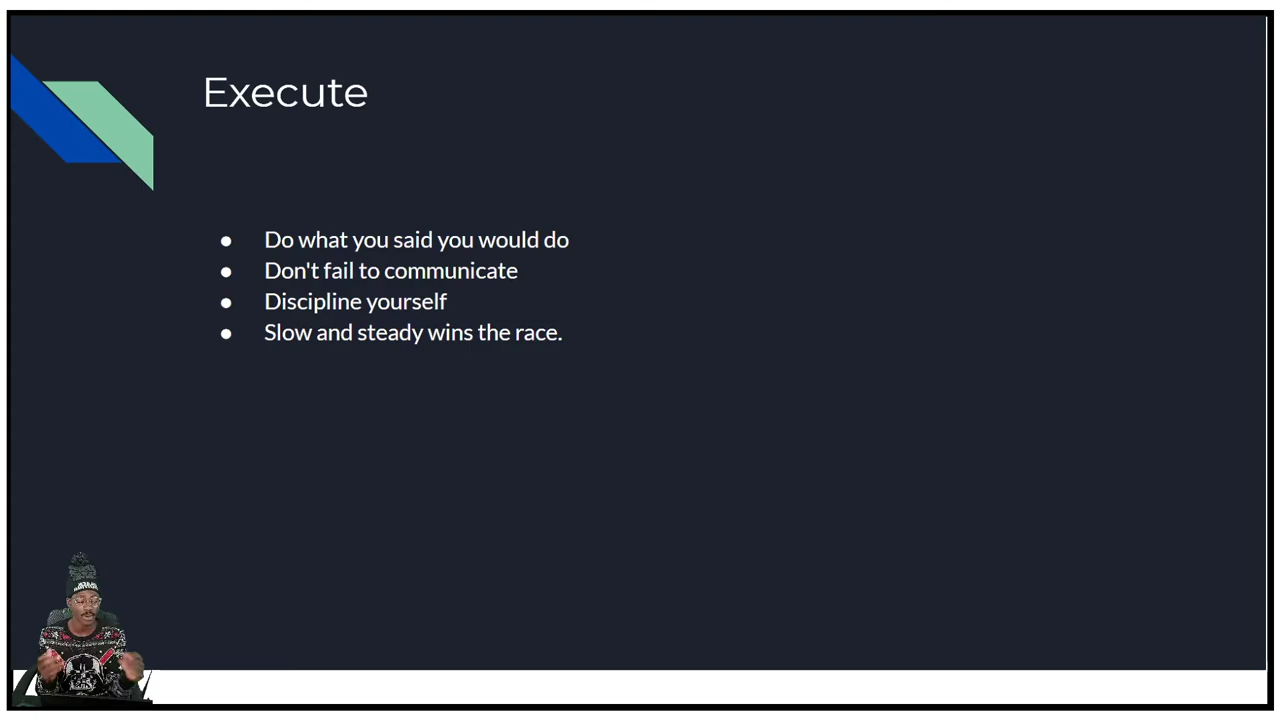 Execute
● Do what you said you would do
● Don't fail to communicate
● Discipline yourself
● Slow and steady wins the race.